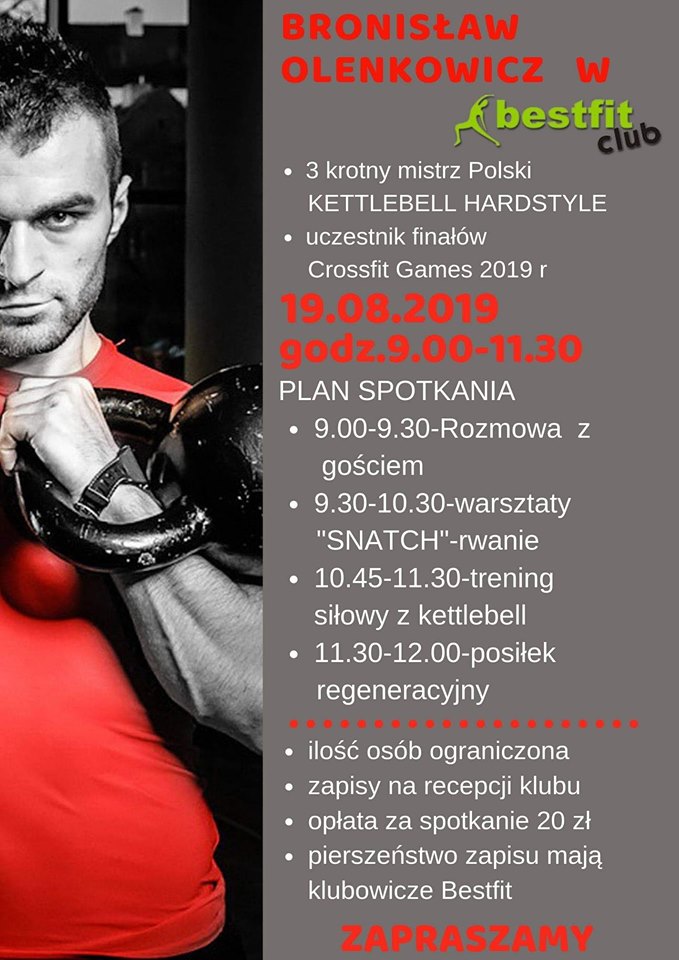 BRONISŁAW
OLENKOWICZ W
bestfit
club
• 3 krotny mistrz Polski
KETTLEBELL HARDSTYLE
• uczestnik finałów
Crossfit Games 2019 r
19.08.2019
godz.9.00-11.30
PLAN SPOTKANIA
• 9.00-9.30-Rozmowa z
gościem
• 9.30-10.30-warsztaty
"SNATCH"-rwanie
• 10.45-11.30-trening
siłowy z kettlebell
• 11.30-12.00-posiłek
regeneracyjny
• ilość osób ograniczona
• zapisy na recepcji klubu
• opłata za spotkanie 20 zł
• pierszeństwo zapisu mają
klubowicze Bestfit
ZAPRASZAMY